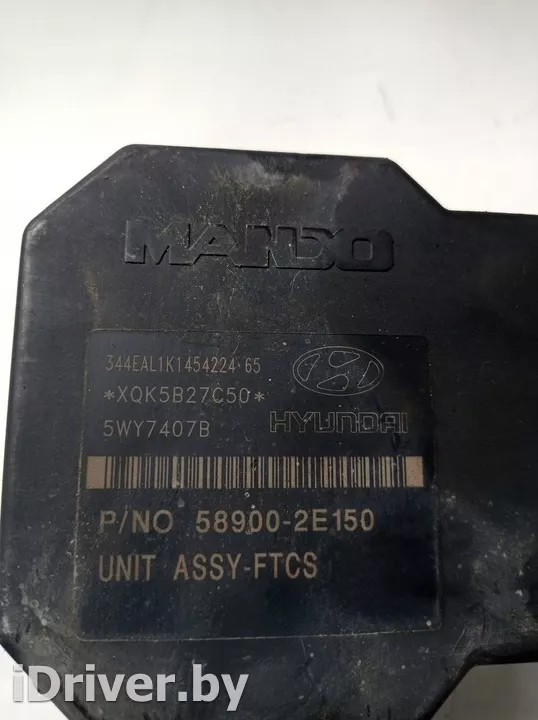 MANDO
344EAL1K1454224 65
*XQK5B27C50*
5WY7407B
HYUNDAI
P/NO 58900-2E150
UNIT ASSY-FTCS
iDriver.by